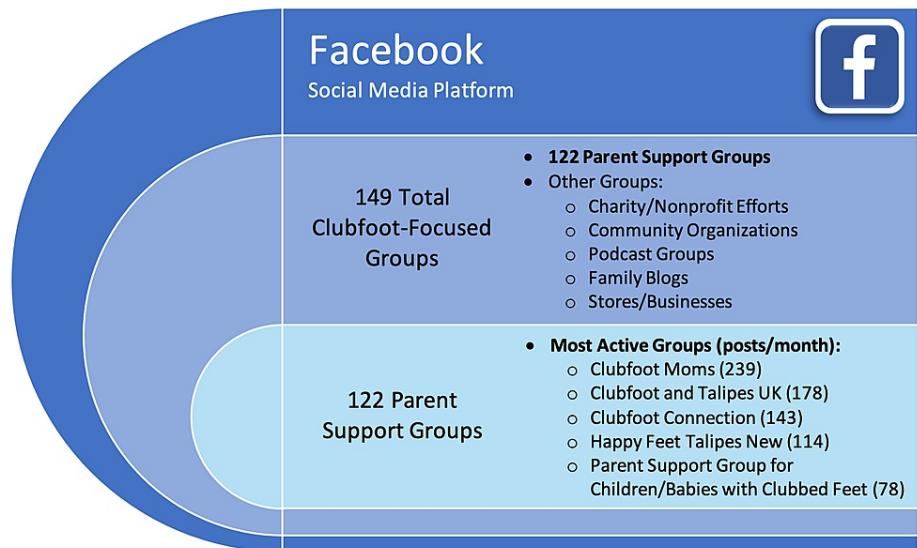 Facebook
Social Media Platform
f
149 Total
Clubfoot-Focused
Groups
• 122 Parent Support Groups
• Other Groups:
o Charity/Nonprofit Efforts
o Community Organizations
o Podcast Groups
o Family Blogs
o Stores/Businesses
122 Parent
Support Groups
• Most Active Groups (posts/month):
o Clubfoot Moms (239)
o Clubfoot and Talipes UK (178)
o Clubfoot Connection (143)
o Happy Feet Talipes New (114)
o Parent Support Group for
Children/Babies with Clubbed Feet (78)